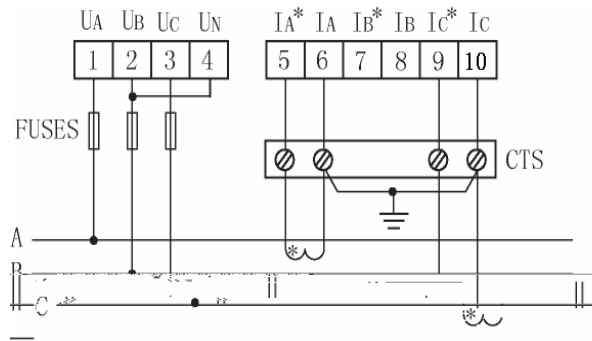 UA UB UC UN IA* IA IB* IB IC* IC
1 2 3 4 5 6 7 8 9 10
FUSES
CTS
A
*
B
C
*